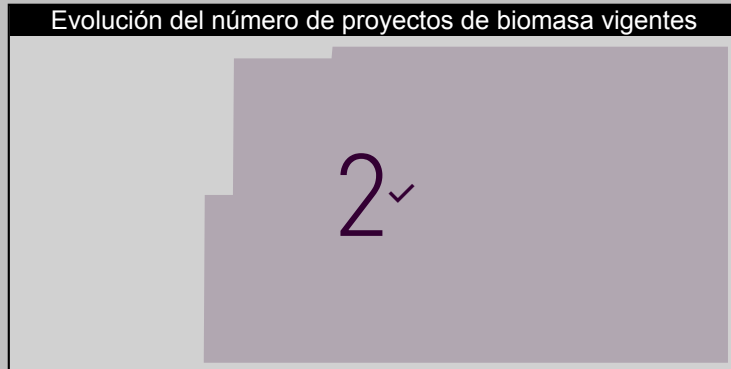 Evolución del número de proyectos de biomasa vigentes
2✓